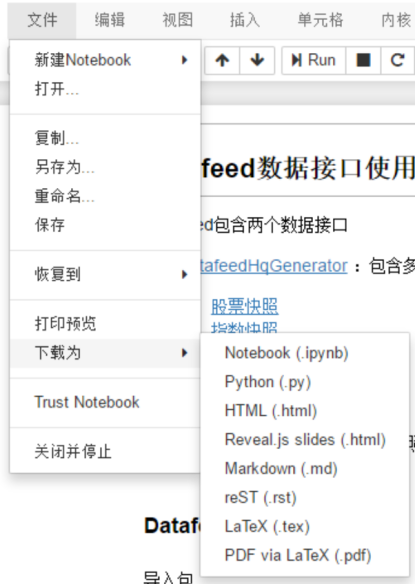 文件 编辑 视图 插入 单元格 内核
新建Notebook
Run
C
打开...
复制...
另存为...
feed数据接口使用
重命名...
保存
ed包含两个数据接口
恢复到
tafeedHqGenerator : 包含多
股票快照
打印预览
指数快照
下载为
Notebook (.ipynb)
Python (.py)
Trust Notebook
HTML (.html)
Reveal.js slides (.html)
关闭并停止
Markdown (.md)
reST (.rst)
Dataf
LaTeX (.tex)
PDF via LaTeX (.pdf)
导入包